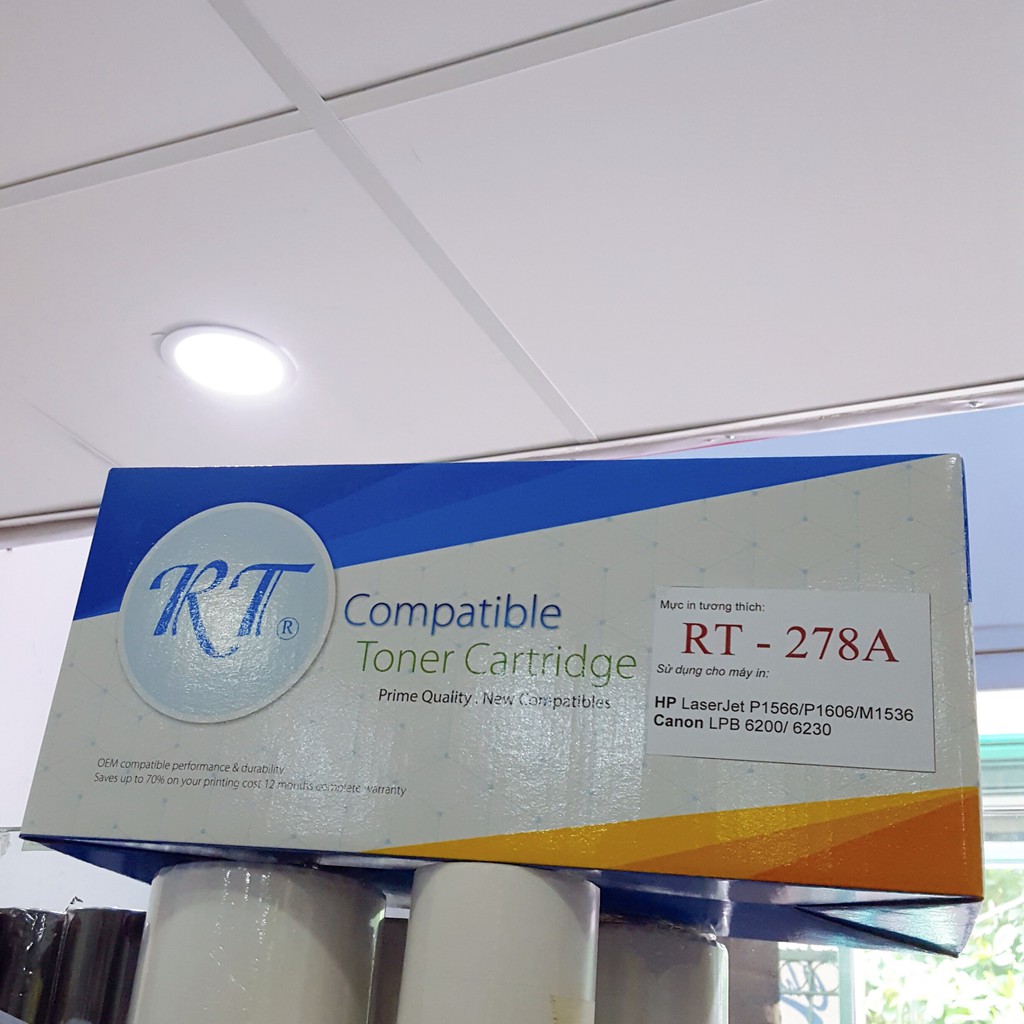 RT®
Compatible
Toner Cartridge
Prime Quality . New Compatibles
OEM compatible performance & durability
Saves up to 70% on your printing cost 12 months complete warranty
Mực in tương thích:
RT - 278A
Sử dụng cho máy in:
HP LaserJet P1566/P1606/M1536
Canon LPB 6200/ 6230